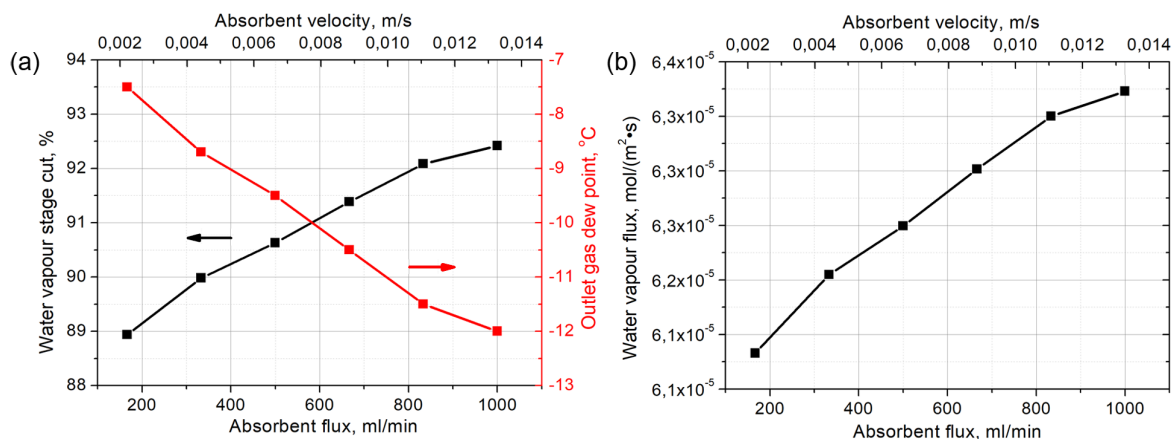 Absorbent velocity, m/s
0,002 0,004 0,006 0,008 0,010 0,012 0,014
(a)
94
93
92
91
90
89
88
Water vapour stage cut, %
-7
-8
-9
-10
-11
-12
-13
Outlet gas dew point, °C
200 400 600 800 1000
Absorbent flux, ml/min
Absorbent velocity, m/s
0,002 0,004 0,006 0,008 0,010 0,012 0,014
(b)
6,4x10⁻⁵
6,3x10⁻⁵
6,3x10⁻⁵
6,3x10⁻⁵
6,2x10⁻⁵
6,1x10⁻⁵
6,1x10⁻⁵
Water vapour flux, mol/(m²•s)
200 400 600 800 1000
Absorbent flux, ml/min